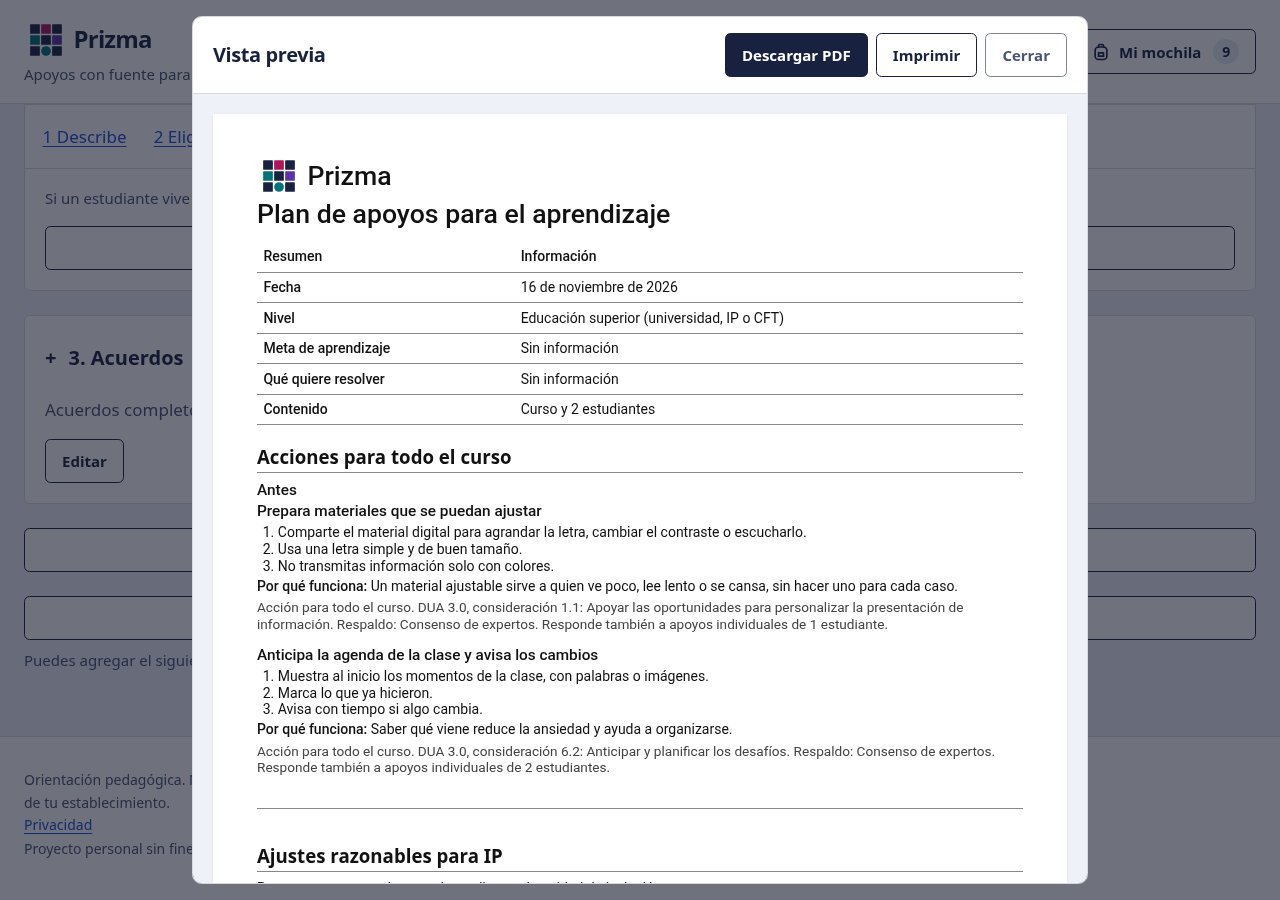 Prizma
Apoyos con fuente para
Mi mochila 9
1 Describe 2 Elig
Si un estudiante vive
+ 3. Acuerdos
Acuerdos complet
Editar
Puedes agregar el siguie
Orientación pedagógica.
de tu establecimiento.
Privacidad
Proyecto personal sin fine
Vista previa
Descargar PDF Imprimir Cerrar
Prizma
Plan de apoyos para el aprendizaje
Resumen Información
Fecha 16 de noviembre de 2026
Nivel Educación superior (universidad, IP o CFT)
Meta de aprendizaje Sin información
Qué quiere resolver Sin información
Contenido Curso y 2 estudiantes
Acciones para todo el curso
Antes
Prepara materiales que se puedan ajustar
1. Comparte el material digital para agrandar la letra, cambiar el contraste o escucharlo.
2. Usa una letra simple y de buen tamaño.
3. No transmitas información solo con colores.
Por qué funciona: Un material ajustable sirve a quien ve poco, lee lento o se cansa, sin hacer uno para cada caso.
Acción para todo el curso. DUA 3.0, consideración 1.1: Apoyar las oportunidades para personalizar la presentación de
información. Respaldo: Consenso de expertos. Responde también a apoyos individuales de 1 estudiante.
Anticipa la agenda de la clase y avisa los cambios
1. Muestra al inicio los momentos de la clase, con palabras o imágenes.
2. Marca lo que ya hicieron.
3. Avisa con tiempo si algo cambia.
Por qué funciona: Saber qué viene reduce la ansiedad y ayuda a organizarse.
Acción para todo el curso. DUA 3.0, consideración 6.2: Anticipar y planificar los desafíos. Respaldo: Consenso de expertos.
Responde también a apoyos individuales de 2 estudiantes.
Ajustes razonables para IP